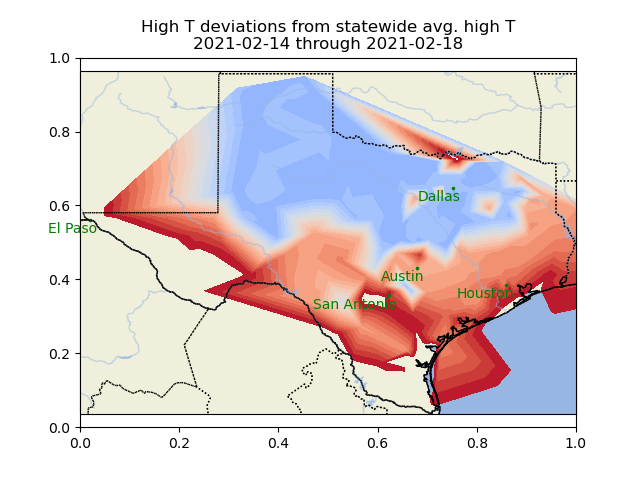 High T deviations from statewide avg. high T
2021-02-14 through 2021-02-18
1.0
0.8
0.6
0.4
0.2
0.0
El Paso
Dallas
Austin
San Antonio
Houston
0.0 0.2 0.4 0.6 0.8 1.0